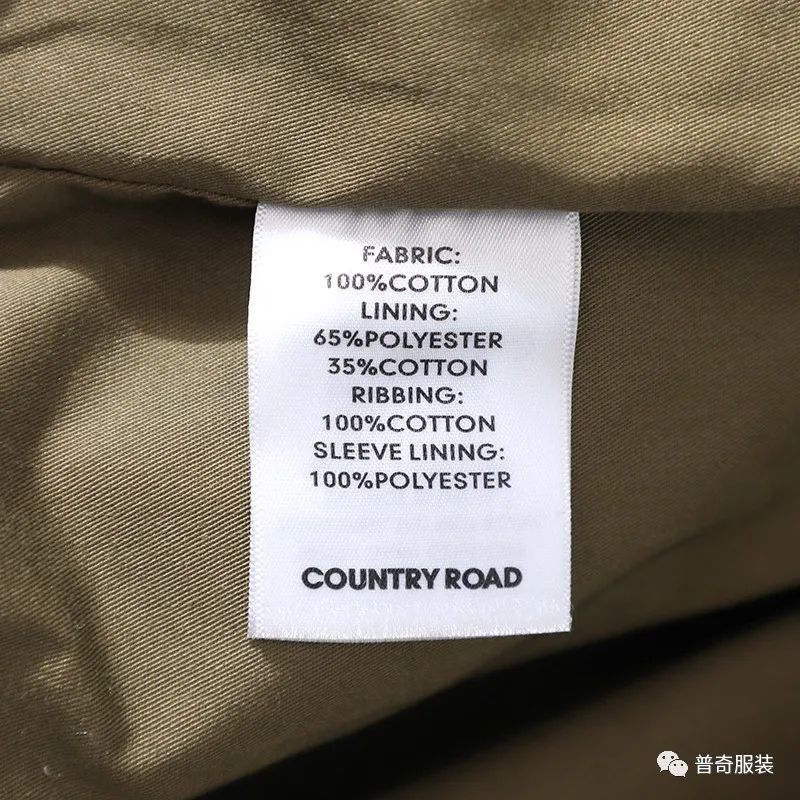 FABRIC:
100%COTTON
LINING:
65%POLYESTER
35%COTTON
RIBBING:
100%COTTON
SLEEVE LINING:
100%POLYESTER
COUNTRY ROAD
普奇服装